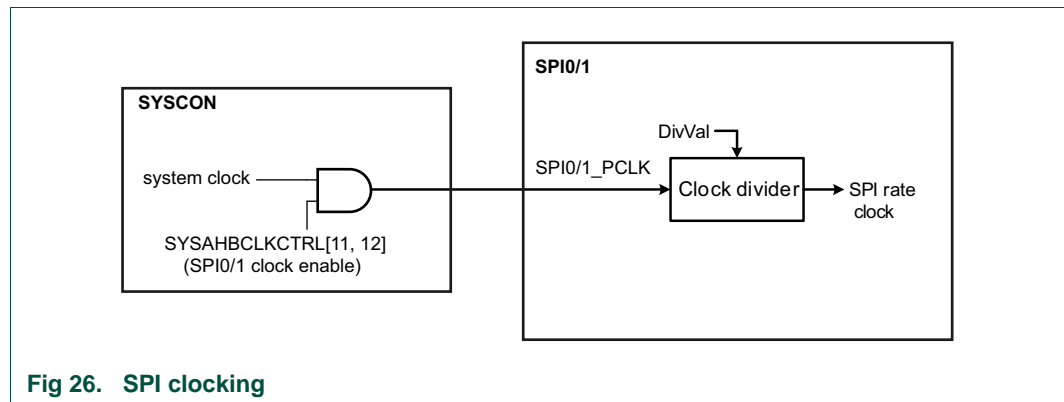 SPI0/1
SYSCON
DivVal
system clock
SPI0/1_PCLK
Clock divider
SPI rate
clock
SYSAHBCLKCTRL[11, 12]
(SPI0/1 clock enable)
Fig 26. SPI clocking